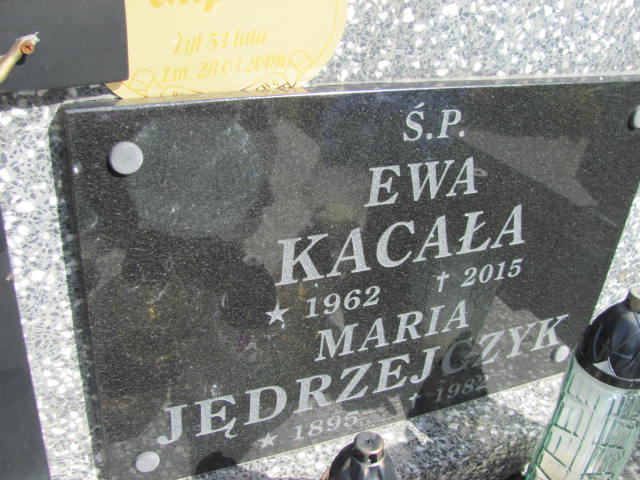 Żył 53 lata
Zm. 28.03.2019r.
Ś.P.
EWA
KACAŁA
★ 1962 † 2015
MARIA
JĘDRZEJCZYK
★ 1895 † 1982